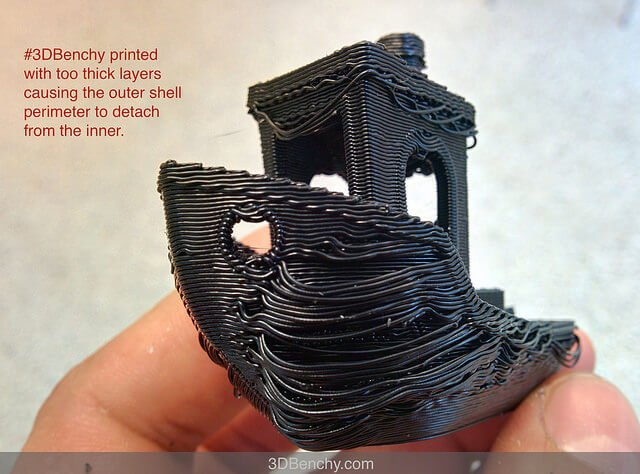 #3DBenchy printed
with too thick layers
causing the outer shell
perimeter to detach
from the inner.
3DBenchy.com